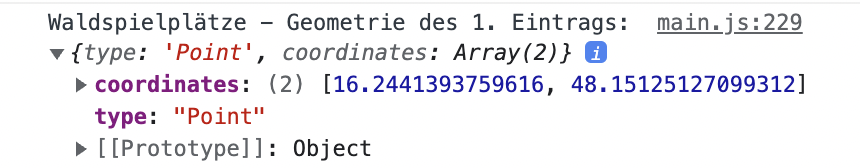 Waldspielplätze – Geometrie des 1. Eintrags: main.js:229
▼{type: 'Point', coordinates: Array(2)} i
▶coordinates: (2) [16.2441393759616, 48.15125127099312]
type: "Point"
▶[[Prototype]]: Object